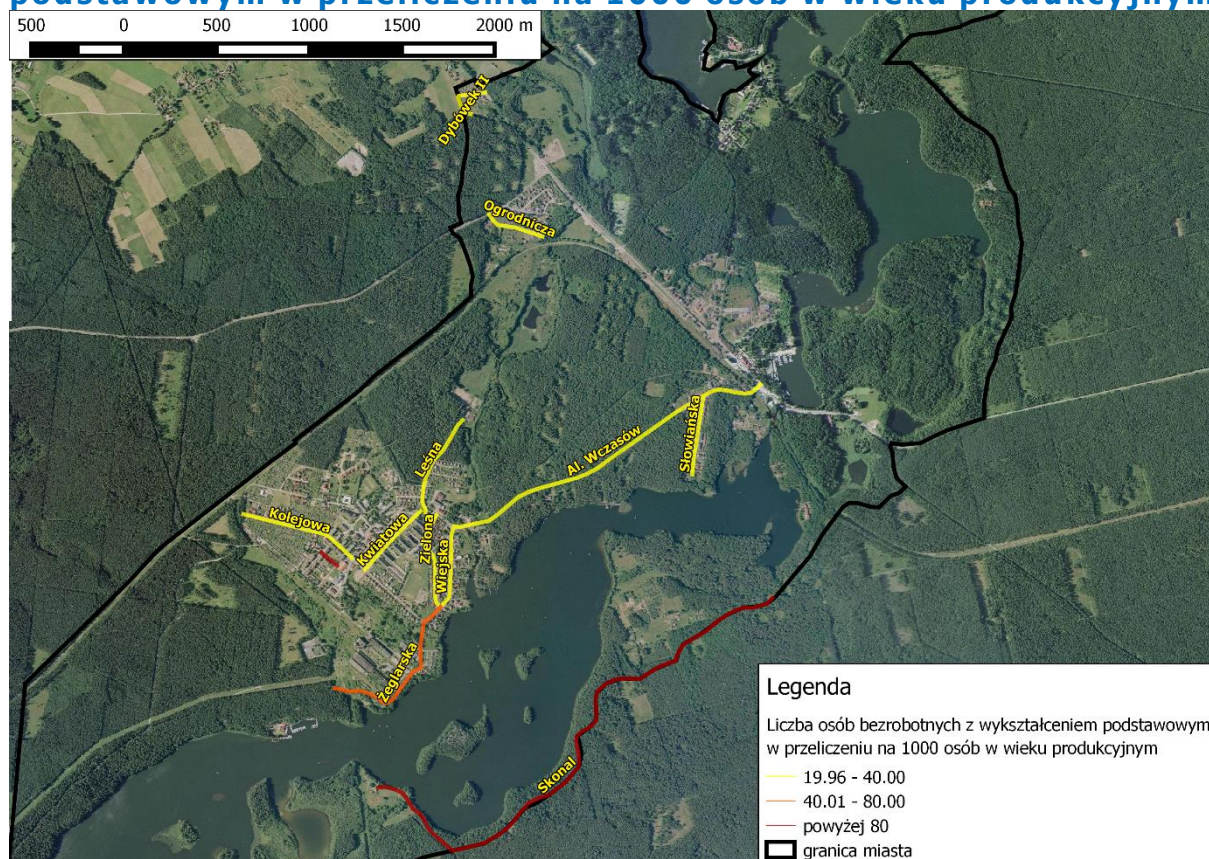 podstawowym w przeliczeniu na 1000 osób w wieku produkcyjnym
500 0 500 1000 1500 2000 m
Dybówek II
Ogrodnicza
Słowiańska
Al. Wczasów
Leśna
Kolejowa
Kwiatowa
Zielona
Wiejska
Żeglarska
Skonal
Legenda
Liczba osób bezrobotnych z wykształceniem podstawowym
w przeliczeniu na 1000 osób w wieku produkcyjnym
19.96 - 40.00
40.01 - 80.00
powyżej 80
granica miasta